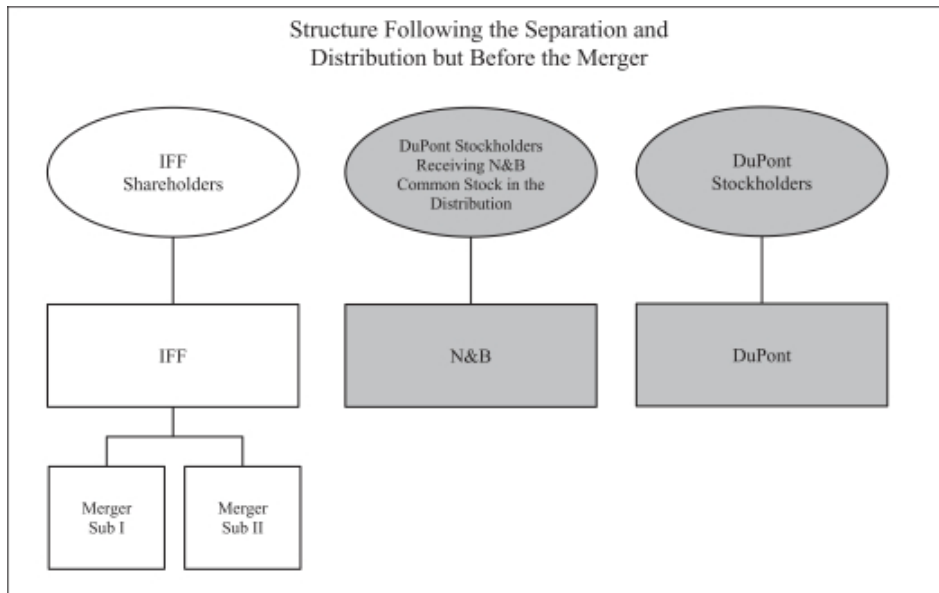 Structure Following the Separation and
Distribution but Before the Merger
IFF
Shareholders
DuPont Stockholders
Receiving N&B
Common Stock in the
Distribution
DuPont
Stockholders
IFF
N&B
DuPont
Merger
Sub I
Merger
Sub II